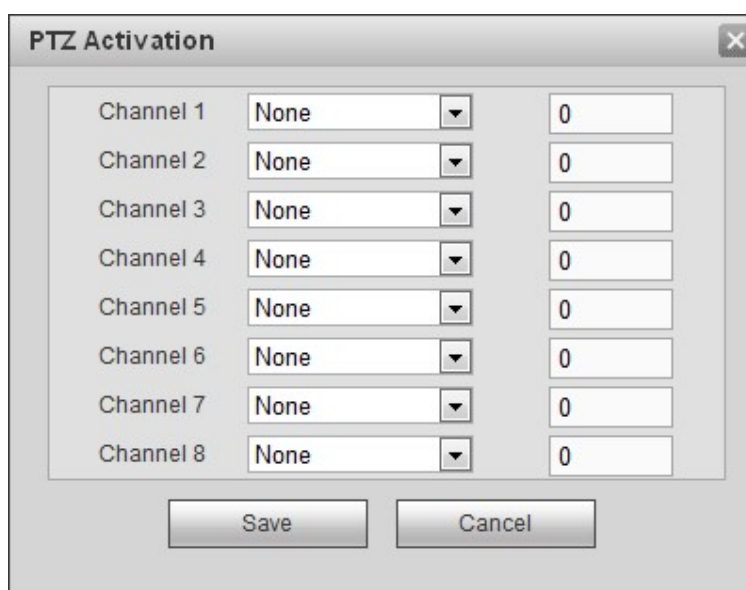 PTZ Activation
Channel 1 None 0
Channel 2 None 0
Channel 3 None 0
Channel 4 None 0
Channel 5 None 0
Channel 6 None 0
Channel 7 None 0
Channel 8 None 0
Save Cancel